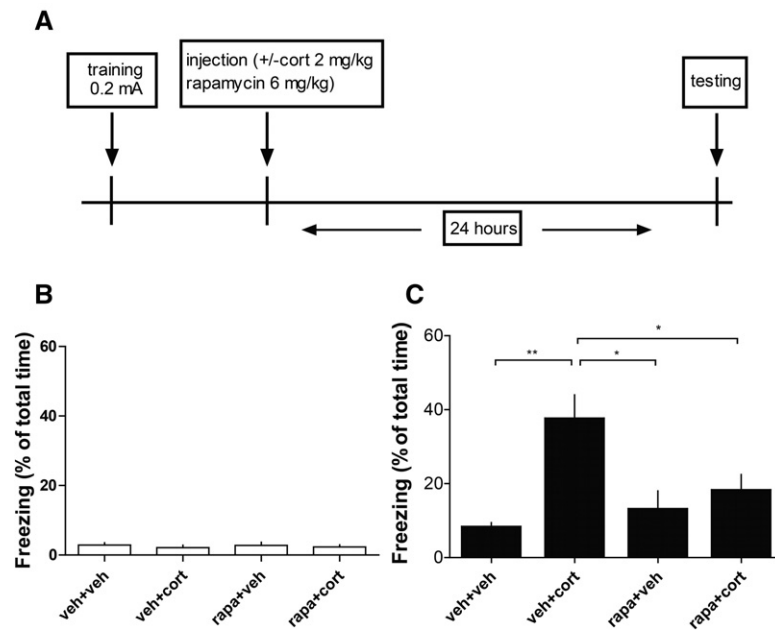 A
training
0.2 mA
injection (+/-cort 2 mg/kg
rapamycin 6 mg/kg)
testing
24 hours
B
Freezing (% of total time)
60
40
20
0
veh+veh
veh+cort
rapa+veh
rapa+cort
C
Freezing (% of total time)
60
40
20
0
**
*
*
veh+veh
veh+cort
rapa+veh
rapa+cort